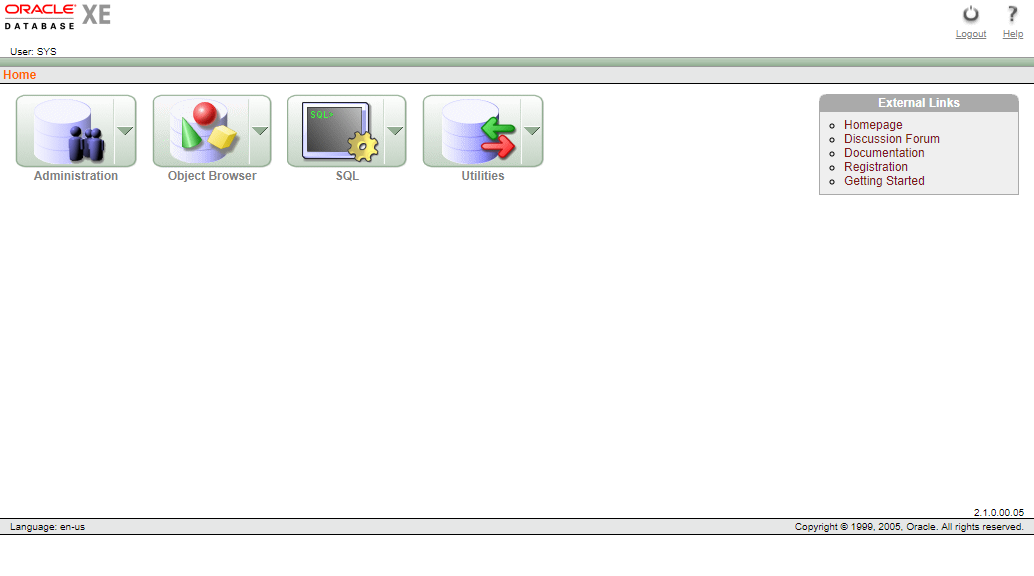 ORACLE XE
DATABASE
Logout Help
User: SYS
Home
SQL>
Administration Object Browser SQL Utilities
External Links
Homepage
Discussion Forum
Documentation
Registration
Getting Started
2.1.0.00.05
Language: en-us Copyright © 1999, 2005, Oracle. All rights reserved.